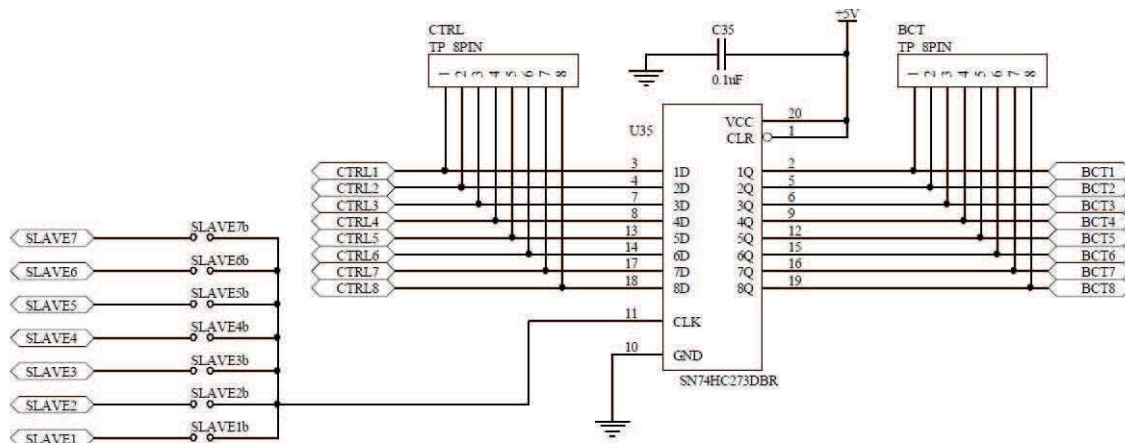 +5V
CTRL
TP 8PIN
1 2 3 4 5 6 7 8
C35
0.1uF
BCT
TP 8PIN
1 2 3 4 5 6 7 8
U35
VCC 20
CLR 1
CTRL1 3 1D 1Q 2 BCT1
CTRL2 4 2D 2Q 5 BCT2
CTRL3 7 3D 3Q 6 BCT3
CTRL4 8 4D 4Q 9 BCT4
CTRL5 13 5D 5Q 12 BCT5
CTRL6 14 6D 6Q 15 BCT6
CTRL7 17 7D 7Q 16 BCT7
CTRL8 18 8D 8Q 19 BCT8
11 CLK
10 GND
SN74HC273DBR
SLAVE7 SLAVE7b
SLAVE6 SLAVE6b
SLAVE5 SLAVE5b
SLAVE4 SLAVE4b
SLAVE3 SLAVE3b
SLAVE2 SLAVE2b
SLAVE1 SLAVE1b